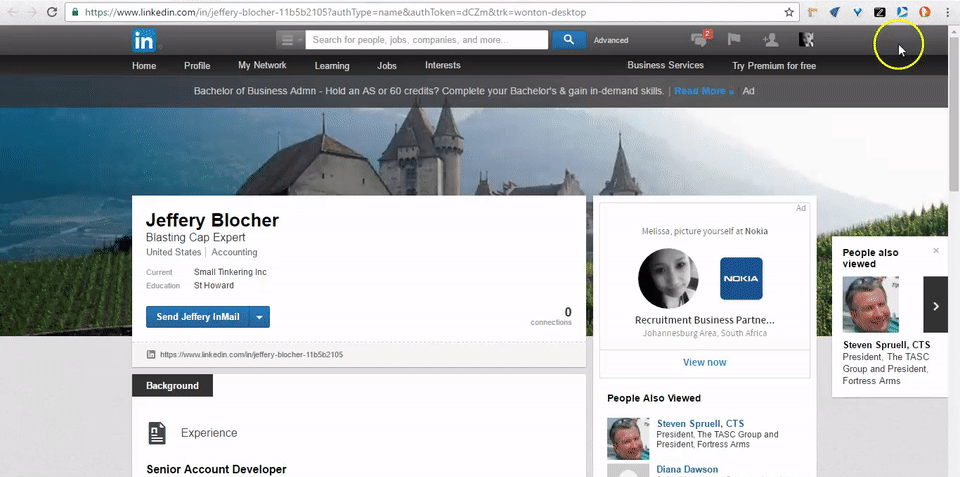 https://www.linkedin.com/in/jeffery-blocher-11b5b2105?authType=name&authToken=dCZm&trk=wonton-desktop
in
Search for people, jobs, companies, and more...
Advanced
2
Home Profile My Network Learning Jobs Interests Business Services Try Premium for free
Bachelor of Business Admn - Hold an AS or 60 credits? Complete your Bachelor's & gain in-demand skills. | Read More » Ad
Jeffery Blocher
Blasting Cap Expert
United States | Accounting
Current Small Tinkering Inc
Education St Howard
Send Jeffery InMail
0
connections
https://www.linkedin.com/in/jeffery-blocher-11b5b2105
Background
Experience
Senior Account Developer
Ad
Melissa, picture yourself at Nokia
NOKIA
Recruitment Business Partne...
Johannesburg Area, South Africa
View now
People Also Viewed
Steven Spruell, CTS
President, The TASC Group and
President, Fortress Arms
Diana Dawson
People also
viewed
×
Steven Spruell, CTS
President, The TASC
Group and President,
Fortress Arms